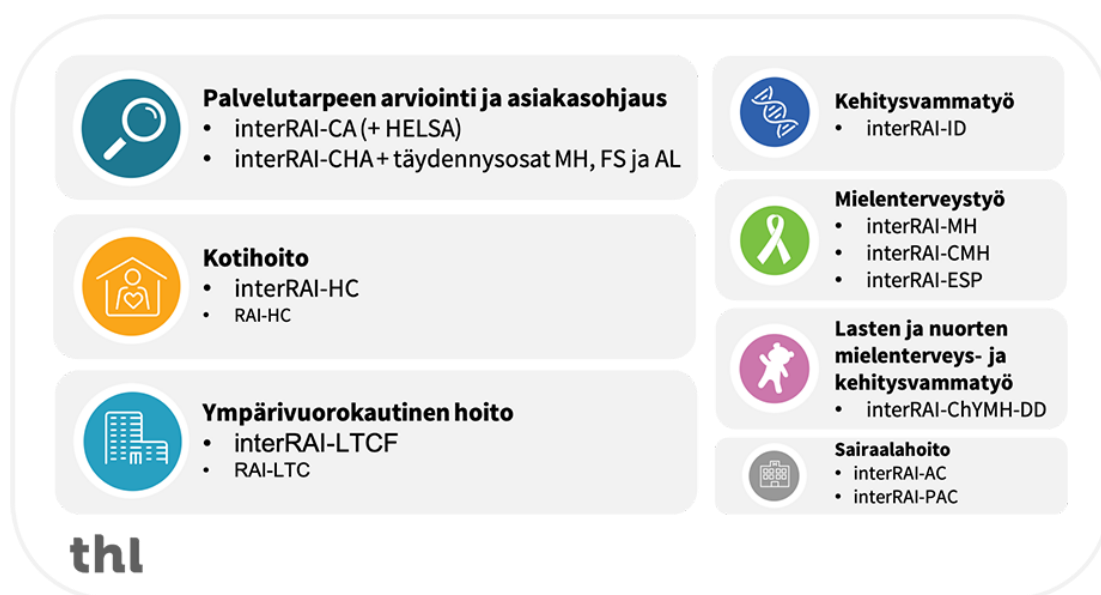 Palvelutarpeen arviointi ja asiakasohjaus
• interRAI-CA (+ HELSA)
• interRAI-CHA + täydennysosat MH, FS ja AL
Kotihoito
• interRAI-HC
• RAI-HC
Ympärivuorokautinen hoito
• interRAI-LTCF
• RAI-LTC
Kehitysvammatyö
• interRAI-ID
Mielenterveystyö
• interRAI-MH
• interRAI-CMH
• interRAI-ESP
Lasten ja nuorten
mielenterveys- ja
kehitysvammatyö
• interRAI-ChYMH-DD
Sairaalahoito
• interRAI-AC
• interRAI-PAC
thl